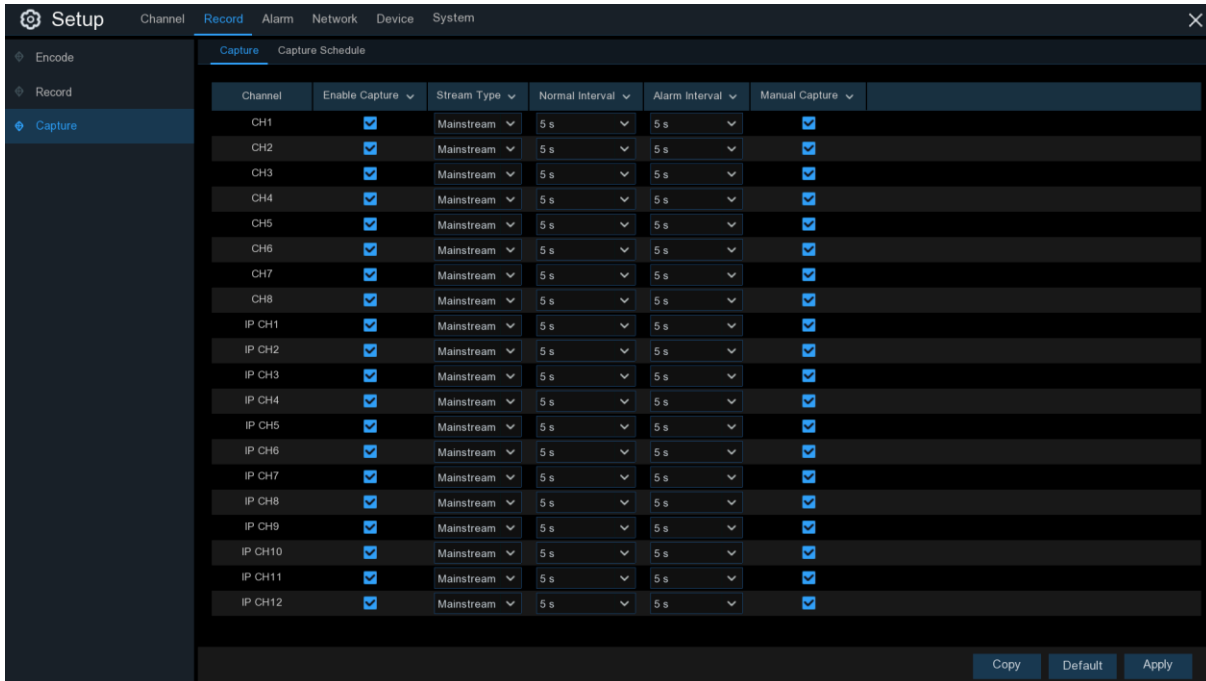 Setup Channel Record Alarm Network Device System
Encode
Record
Capture
Capture Capture Schedule
Channel Enable Capture Stream Type Normal Interval Alarm Interval Manual Capture
CH1 Mainstream 5 s 5 s
CH2 Mainstream 5 s 5 s
CH3 Mainstream 5 s 5 s
CH4 Mainstream 5 s 5 s
CH5 Mainstream 5 s 5 s
CH6 Mainstream 5 s 5 s
CH7 Mainstream 5 s 5 s
CH8 Mainstream 5 s 5 s
IP CH1 Mainstream 5 s 5 s
IP CH2 Mainstream 5 s 5 s
IP CH3 Mainstream 5 s 5 s
IP CH4 Mainstream 5 s 5 s
IP CH5 Mainstream 5 s 5 s
IP CH6 Mainstream 5 s 5 s
IP CH7 Mainstream 5 s 5 s
IP CH8 Mainstream 5 s 5 s
IP CH9 Mainstream 5 s 5 s
IP CH10 Mainstream 5 s 5 s
IP CH11 Mainstream 5 s 5 s
IP CH12 Mainstream 5 s 5 s
Copy Default Apply